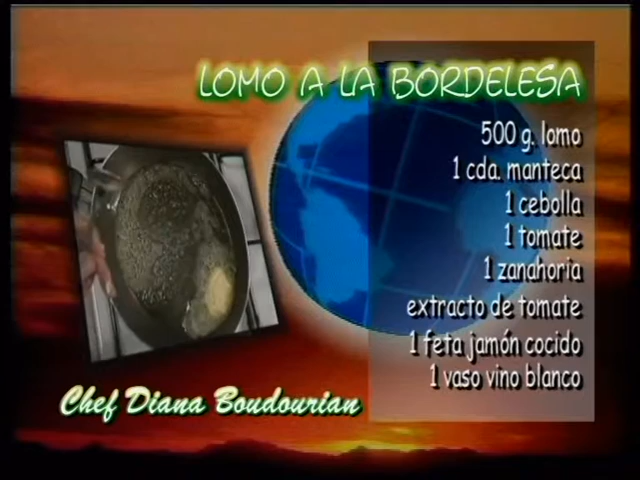 LOMO A LA BORDELESA
500 g. lomo
1 cda. manteca
1 cebolla
1 tomate
1 zanahoria
extracto de tomate
1 feta jamón cocido
1 vaso vino blanco
Chef Diana Boudourian